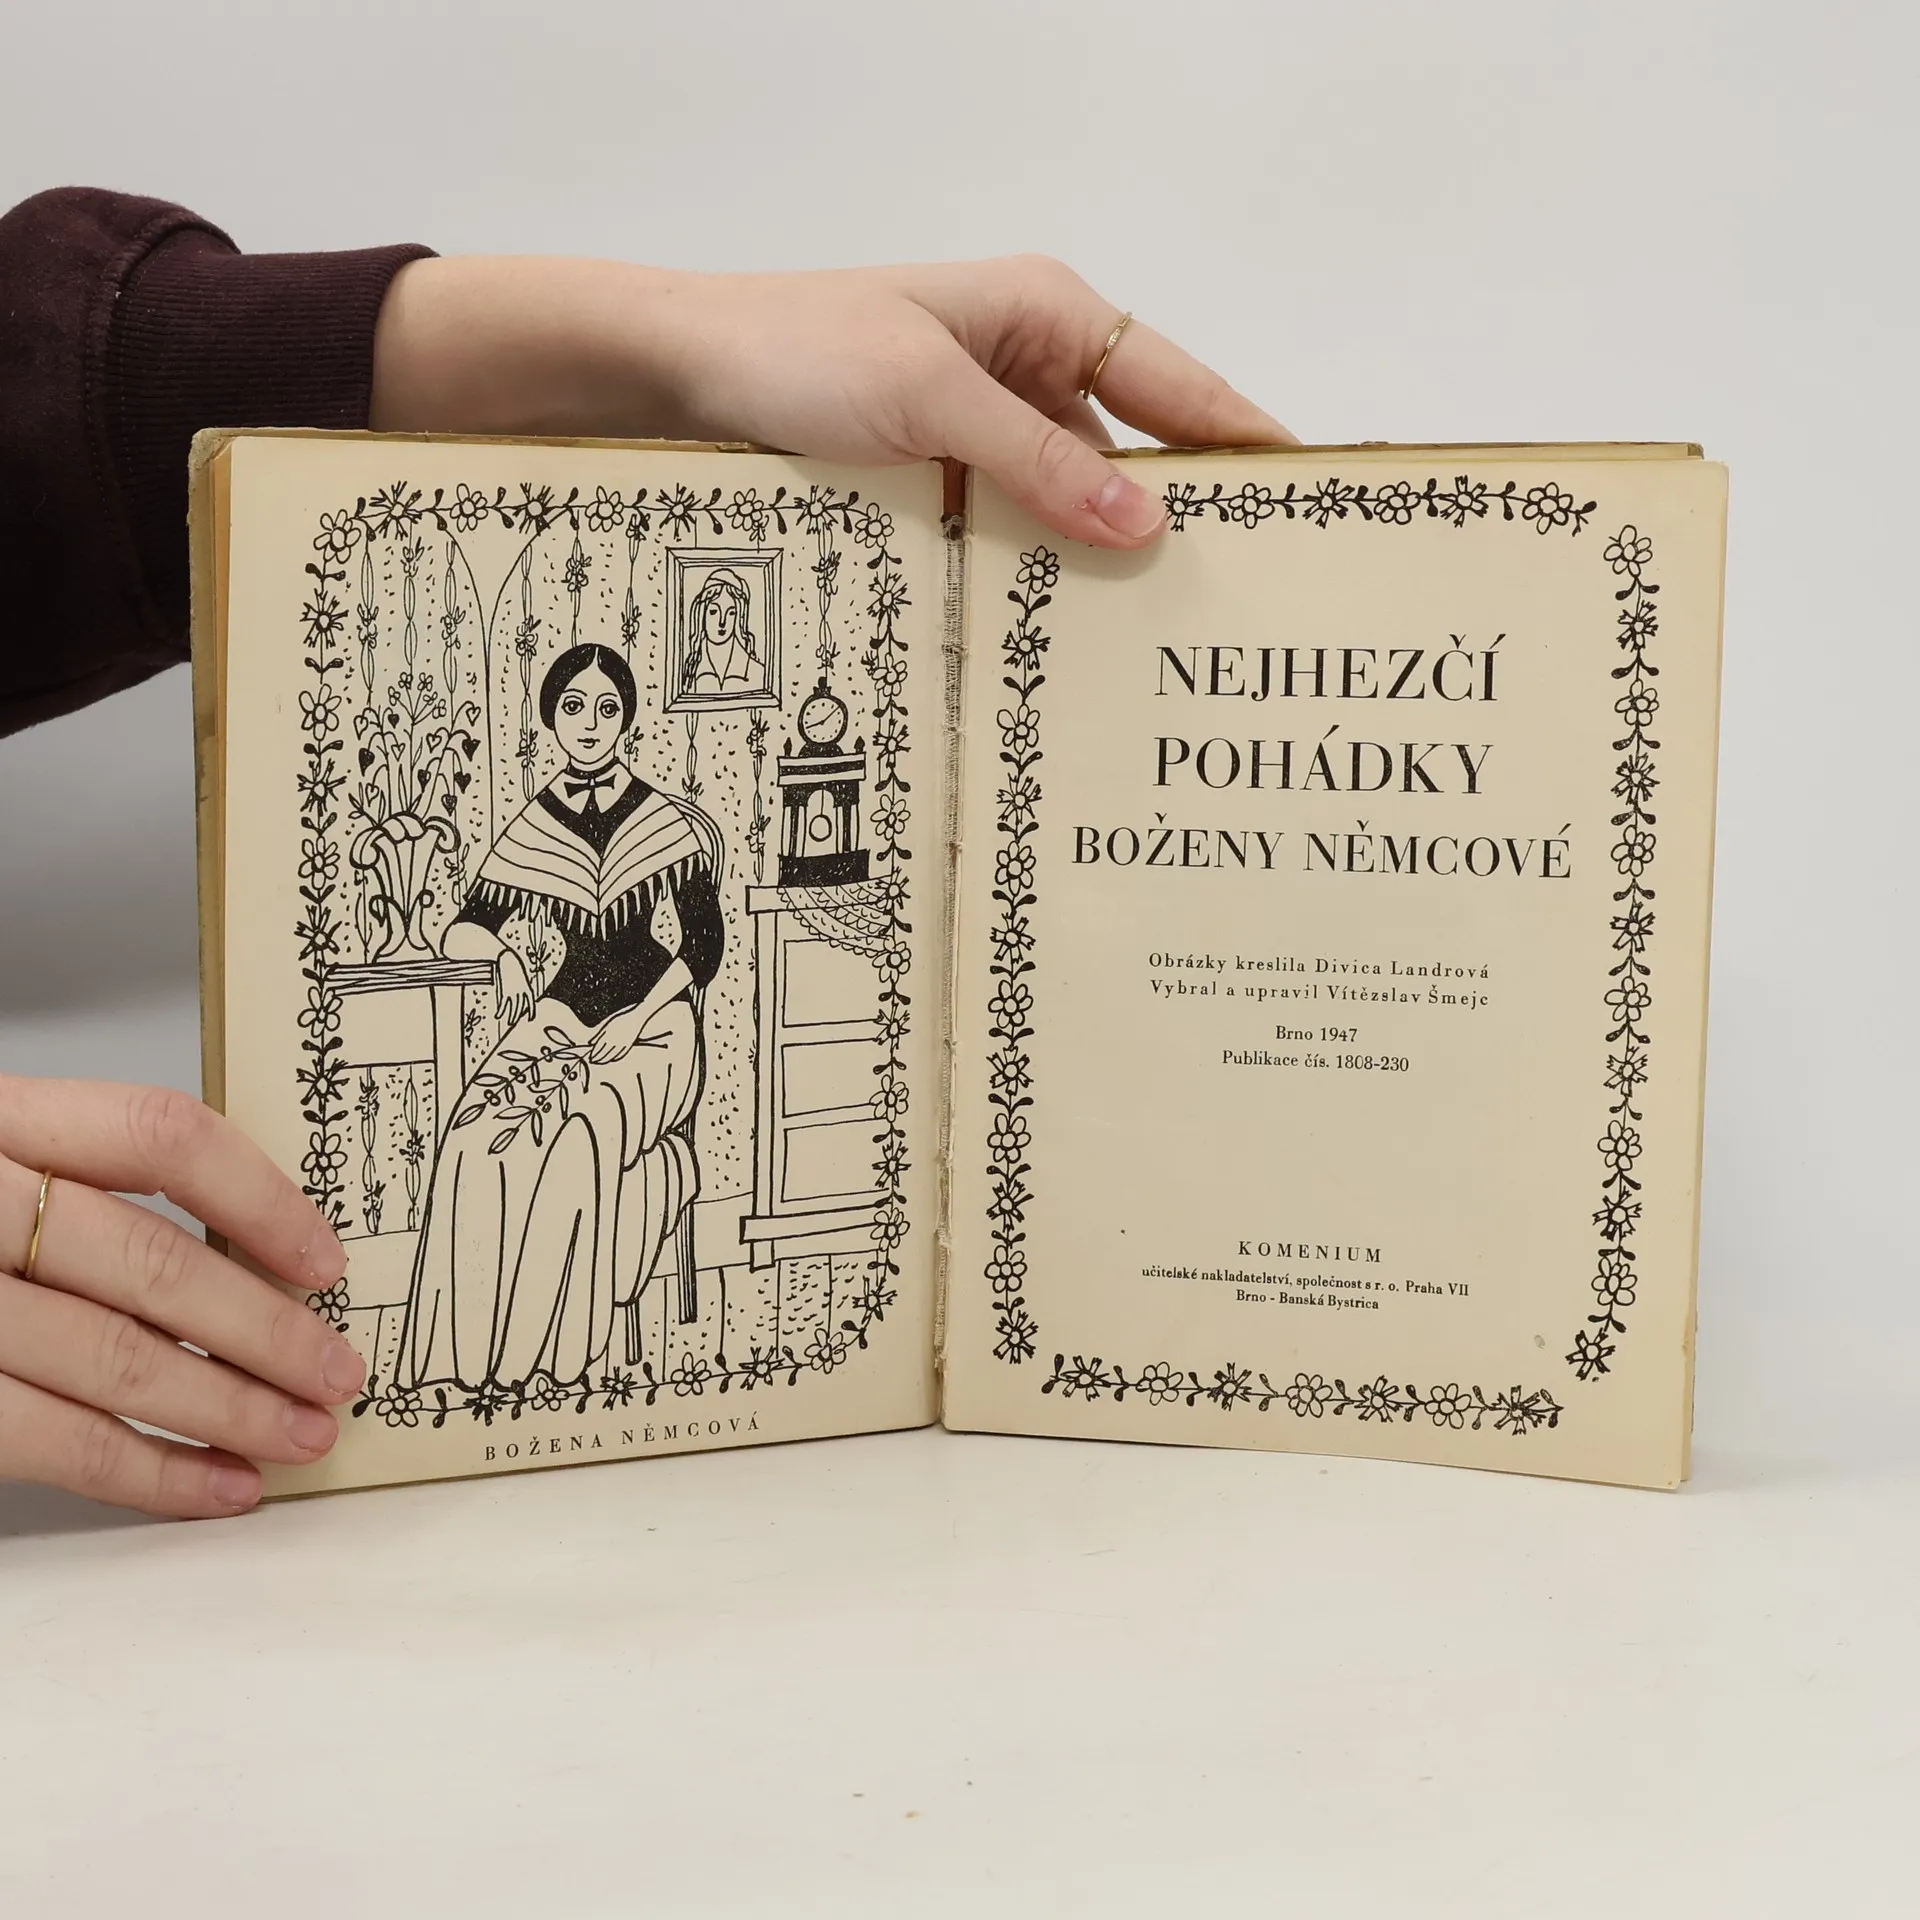 BOŽENA NĚMCOVÁ
NEJHEZČÍ
POHÁDKY
BOŽENY NĚMCOVÉ
Obrázky kreslila Divica Landrová
Vybral a upravil Vítězslav Šmejc
Brno 1947
Publikace čís. 1808-230
KOMENIUM
učitelské nakladatelství, společnost s r. o. Praha VII
Brno - Banská Bystrica